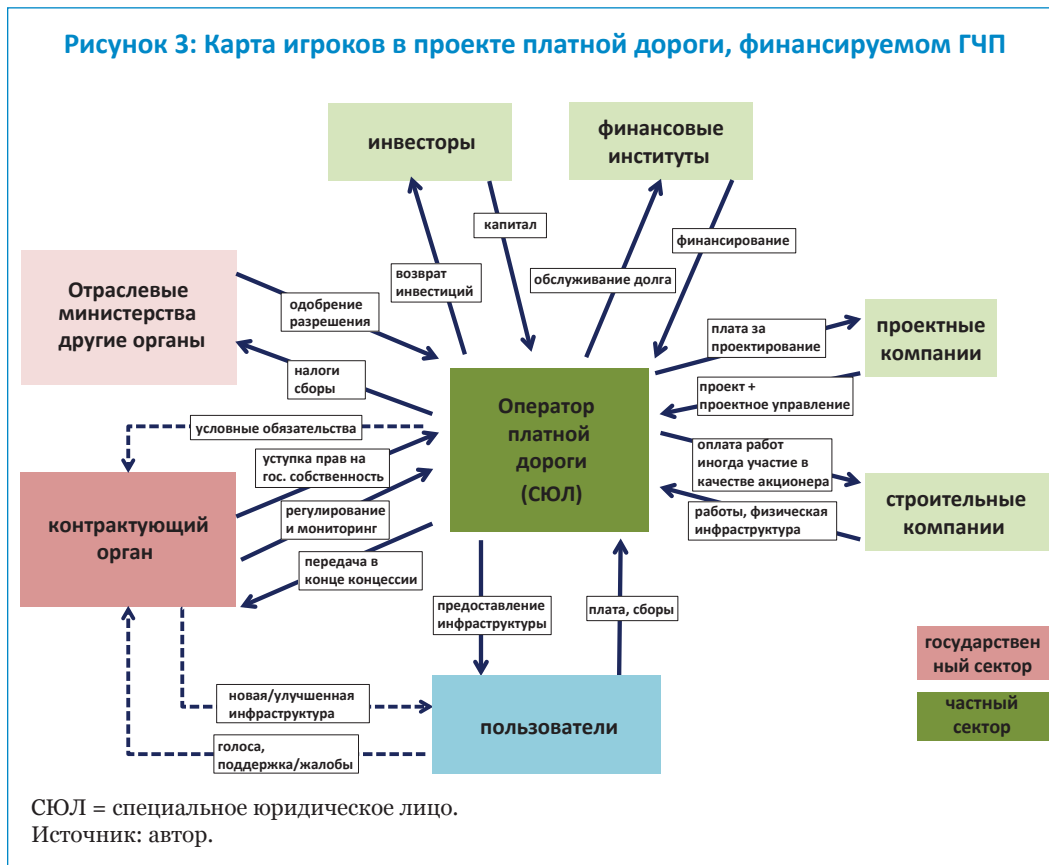 Рисунок 3: Карта игроков в проекте платной дороги, финансируемом ГЧП
инвесторы
финансовые
институты
капитал
финансирование
возврат
инвестиций
обслуживание долга
Отраслевые
министерства
другие органы
одобрение
разрешения
налоги
сборы
плата за
проектирование
проектные
компании
проект +
проектное управление
Оператор
платной
дороги
(СЮЛ)
условные обязательства
уступка прав на
гос. собственность
регулирование
и мониторинг
передача в
конце концессии
контрактующий
орган
оплата работ
иногда участие в
качестве акционера
работы, физическая
инфраструктура
строительные
компании
предоставление
инфраструктуры
плата, сборы
государствен
ный сектор
частный
сектор
новая/улучшенная
инфраструктура
голоса,
поддержка/жалобы
пользователи
СЮЛ = специальное юридическое лицо.
Источник: автор.